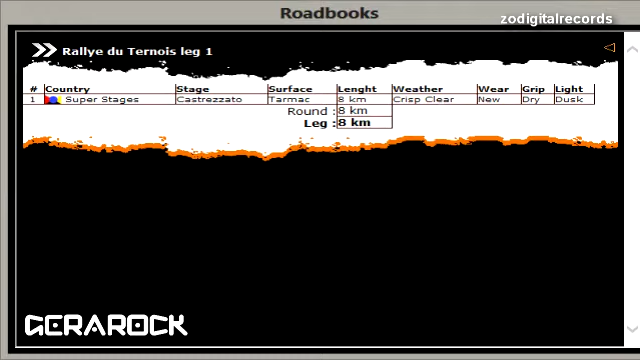 Roadbooks
zodigitalrecords
Rallye du Ternois leg 1
# Country Stage Surface Lenght Weather Wear Grip Light
1 Super Stages Castrezzato Tarmac 8 km Crisp Clear New Dry Dusk
Round : 8 km
Leg : 8 km
GERAROCK